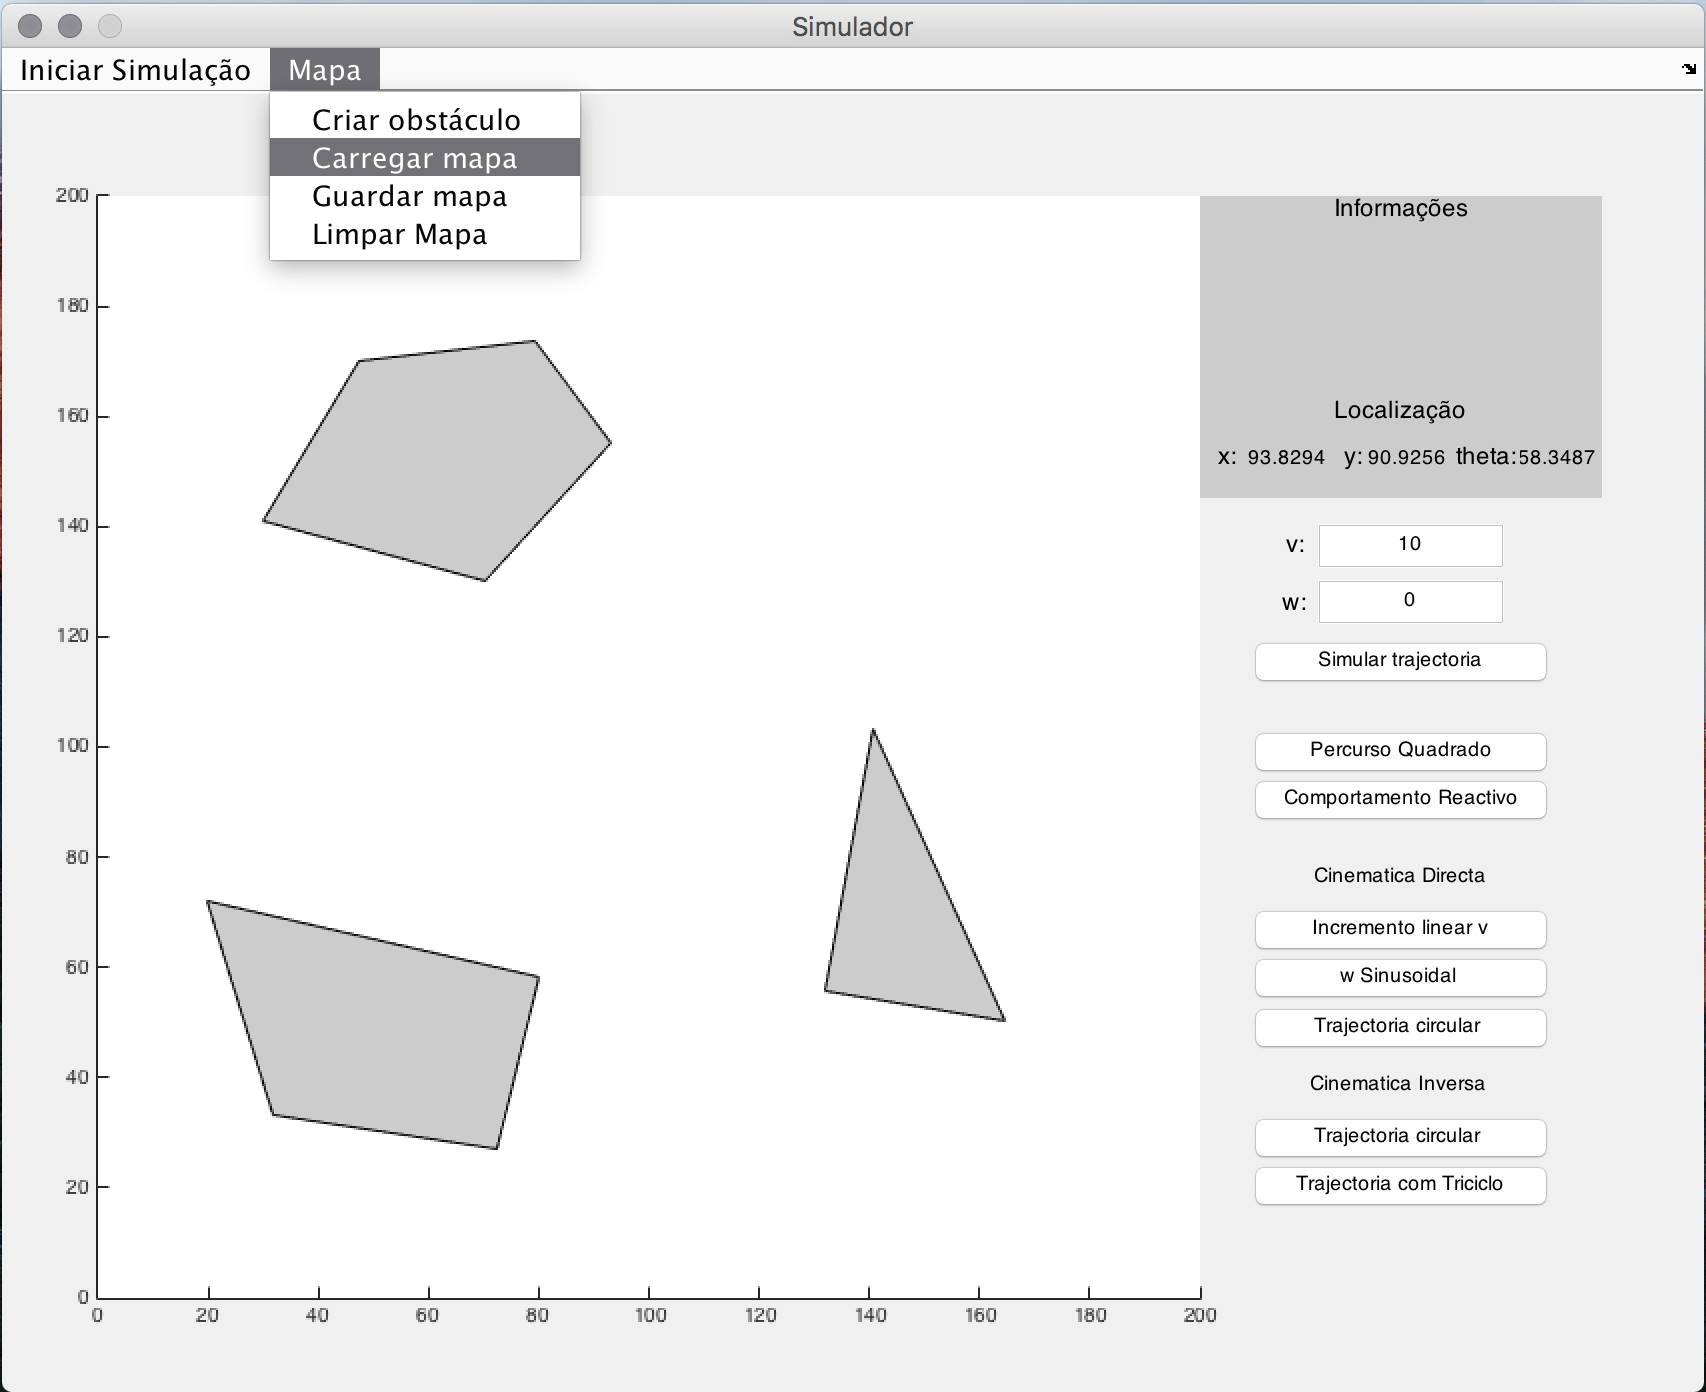 Simulador
Iniciar Simulação Mapa
Criar obstáculo
Carregar mapa
Guardar mapa
Limpar Mapa
200
180
160
140
120
100
80
60
40
20
0
0 20 40 60 80 100 120 140 160 180 200
Informações
Localização
x: 93.8294 y: 90.9256 theta:58.3487
v: 10
w: 0
Simular trajectoria
Percurso Quadrado
Comportamento Reactivo
Cinematica Directa
Incremento linear v
w Sinusoidal
Trajectoria circular
Cinematica Inversa
Trajectoria circular
Trajectoria com Triciclo